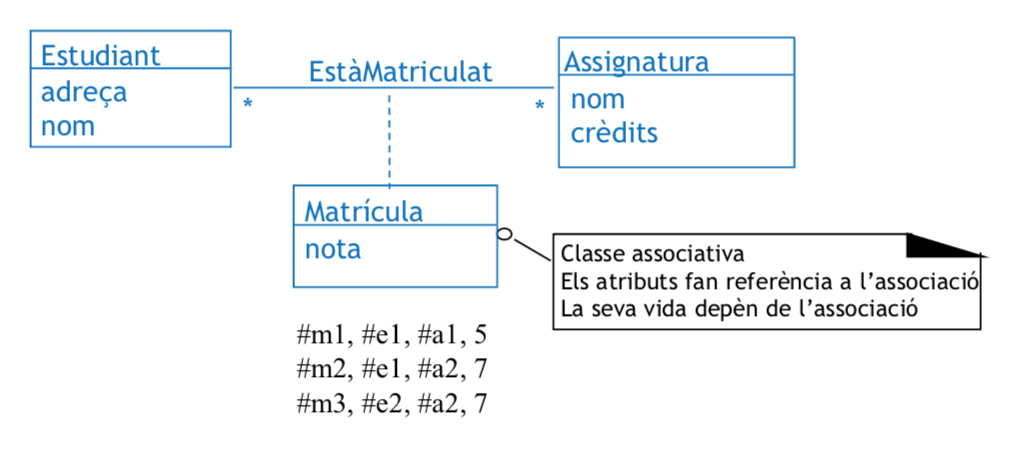 Estudiant
adreça
nom
EstàMatriculat
*
*
Assignatura
nom
crèdits
Matrícula
nota
Classe associativa
Els atributs fan referència a l'associació
La seva vida depèn de l'associació
#m1, #e1, #a1, 5
#m2, #e1, #a2, 7
#m3, #e2, #a2, 7